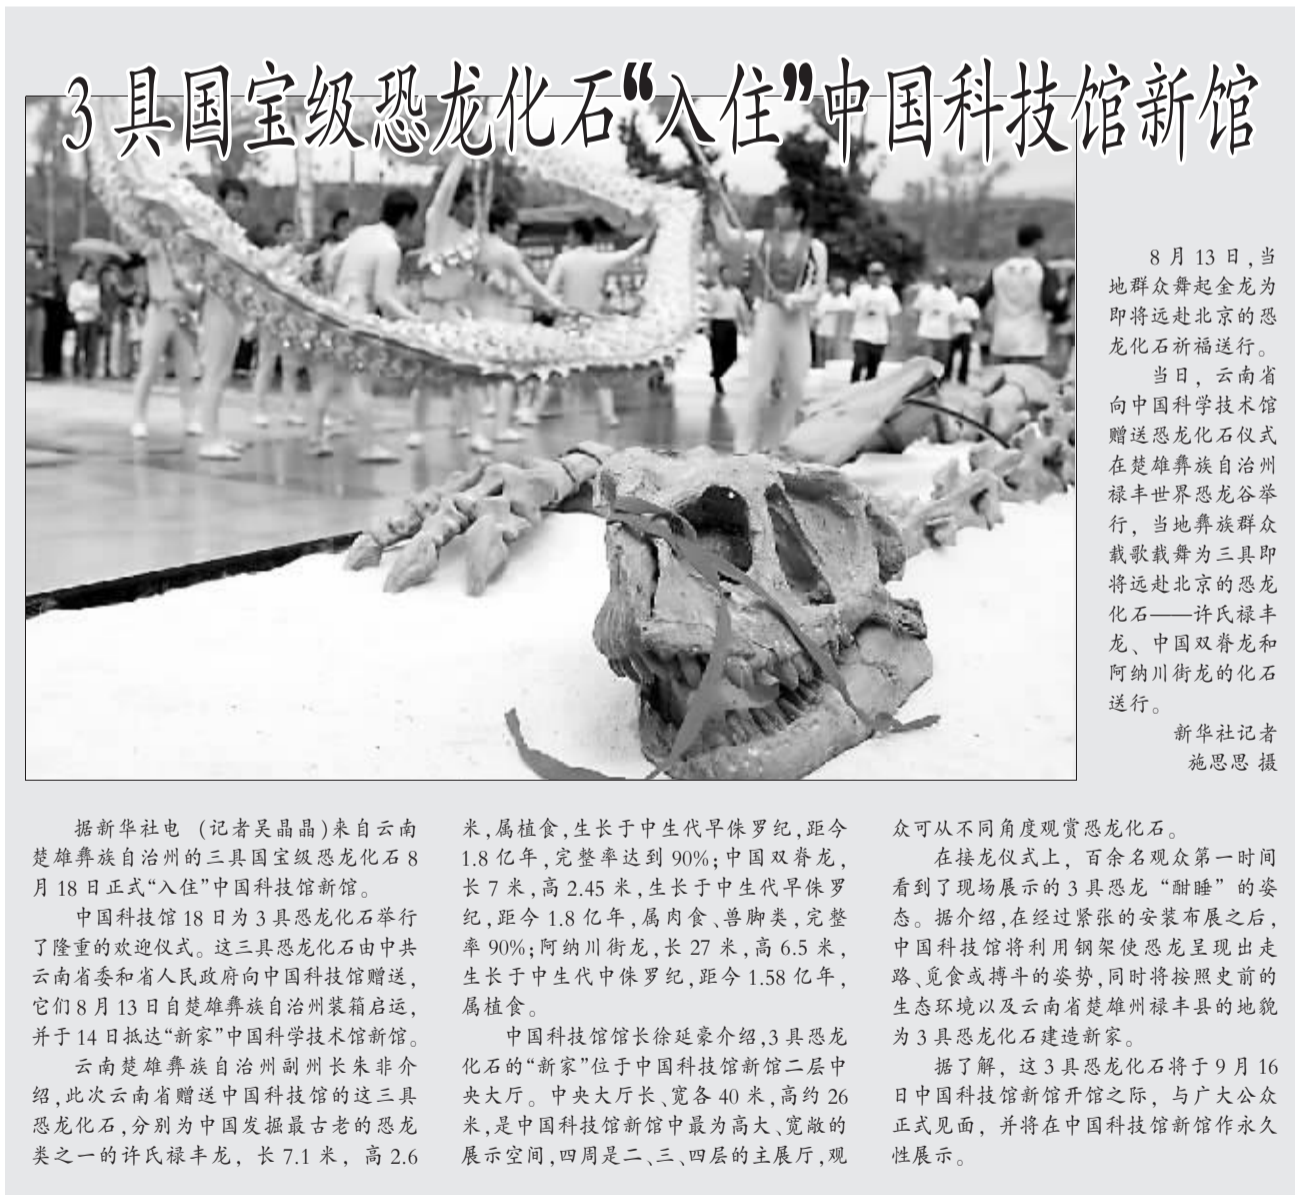 3具国宝级恐龙化石“入住”中国科技馆新馆
8月13日,当
地群众舞起金龙为
即将远赴北京的恐
龙化石祈福送行。
当日，云南省
向中国科学技术馆
赠送恐龙化石仪式
在楚雄彝族自治州
禄丰世界恐龙谷举
行，当地彝族群众
载歌载舞为三具即
将远赴北京的恐龙
化石——许氏禄丰
龙、中国双脊龙和
阿纳川街龙的化石
送行。
新华社记者
施思思 摄
据新华社电 (记者吴晶晶)来自云南
楚雄彝族自治州的三具国宝级恐龙化石8
月18日正式“入住”中国科技馆新馆。
中国科技馆18日为3具恐龙化石举行
了隆重的欢迎仪式。这三具恐龙化石由中共
云南省委和省人民政府向中国科技馆赠送,
它们8月13日自楚雄彝族自治州装箱启运,
并于14日抵达“新家”中国科学技术馆新馆。
云南楚雄彝族自治州副州长朱非介
绍,此次云南省赠送中国科技馆的这三具
恐龙化石,分别为中国发掘最古老的恐龙
类之一的许氏禄丰龙，长7.1米，高2.6
米,属植食,生长于中生代早侏罗纪,距今
1.8亿年,完整率达到90%;中国双脊龙,
长7米,高2.45米,生长于中生代早侏罗
纪,距今1.8亿年,属肉食、兽脚类,完整
率90%;阿纳川街龙,长27米,高6.5米,
生长于中生代中侏罗纪,距今1.58亿年,
属植食。
中国科技馆馆长徐延豪介绍,3具恐龙
化石的“新家”位于中国科技馆新馆二层中
央大厅。中央大厅长、宽各40米,高约26
米,是中国科技馆新馆中最为高大、宽敞的
展示空间,四周是二、三、四层的主展厅,观
众可从不同角度观赏恐龙化石。
在接龙仪式上，百余名观众第一时间
看到了现场展示的3具恐龙“酣睡”的姿
态。据介绍,在经过紧张的安装布展之后,
中国科技馆将利用钢架使恐龙呈现出走
路、觅食或搏斗的姿势,同时将按照史前的
生态环境以及云南省楚雄州禄丰县的地貌
为3具恐龙化石建造新家。
据了解，这3具恐龙化石将于9月16
日中国科技馆新馆开馆之际，与广大公众
正式见面，并将在中国科技馆新馆作永久
性展示。